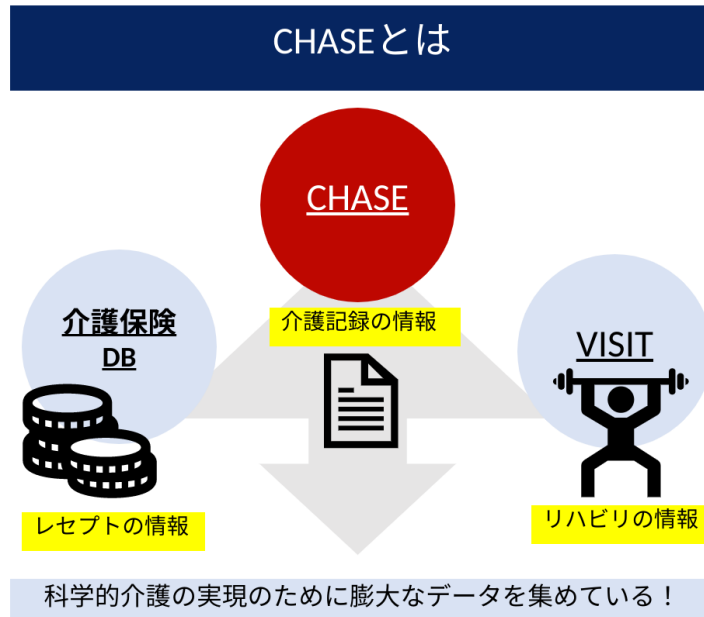 CHASEとは
CHASE
介護記録の情報
介護保険
DB
レセプトの情報
VISIT
リハビリの情報
科学的介護の実現のために膨大なデータを集めている！